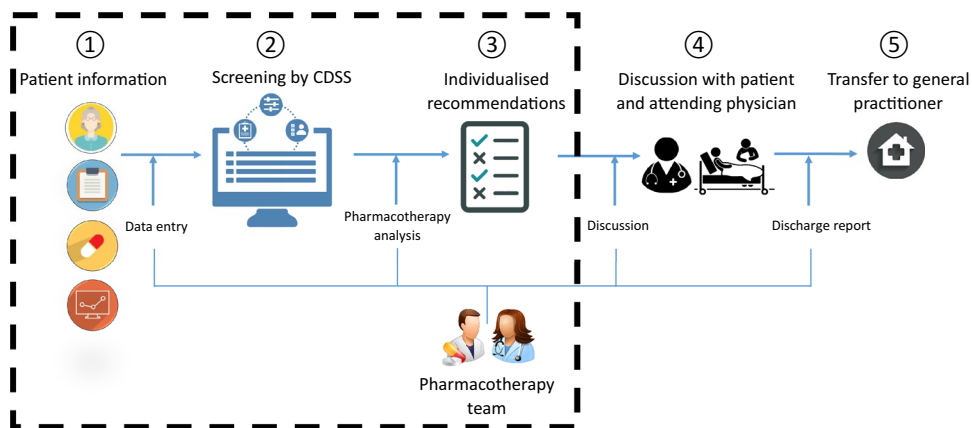 ①
Patient information
②
Screening by CDSS
③
Individualised
recommendations
④
Discussion with patient
and attending physician
⑤
Transfer to general
practitioner
Data entry
Pharmacotherapy
analysis
Discussion
Discharge report
Pharmacotherapy
team